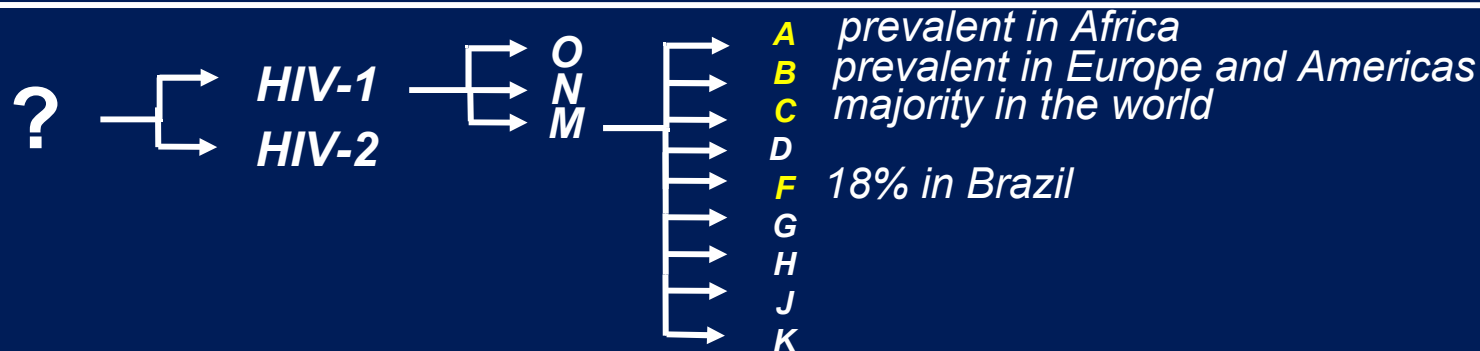 ?
HIV-1
HIV-2
O
N
M
A prevalent in Africa
B prevalent in Europe and Americas
C majority in the world
D
F 18% in Brazil
G
H
J
K